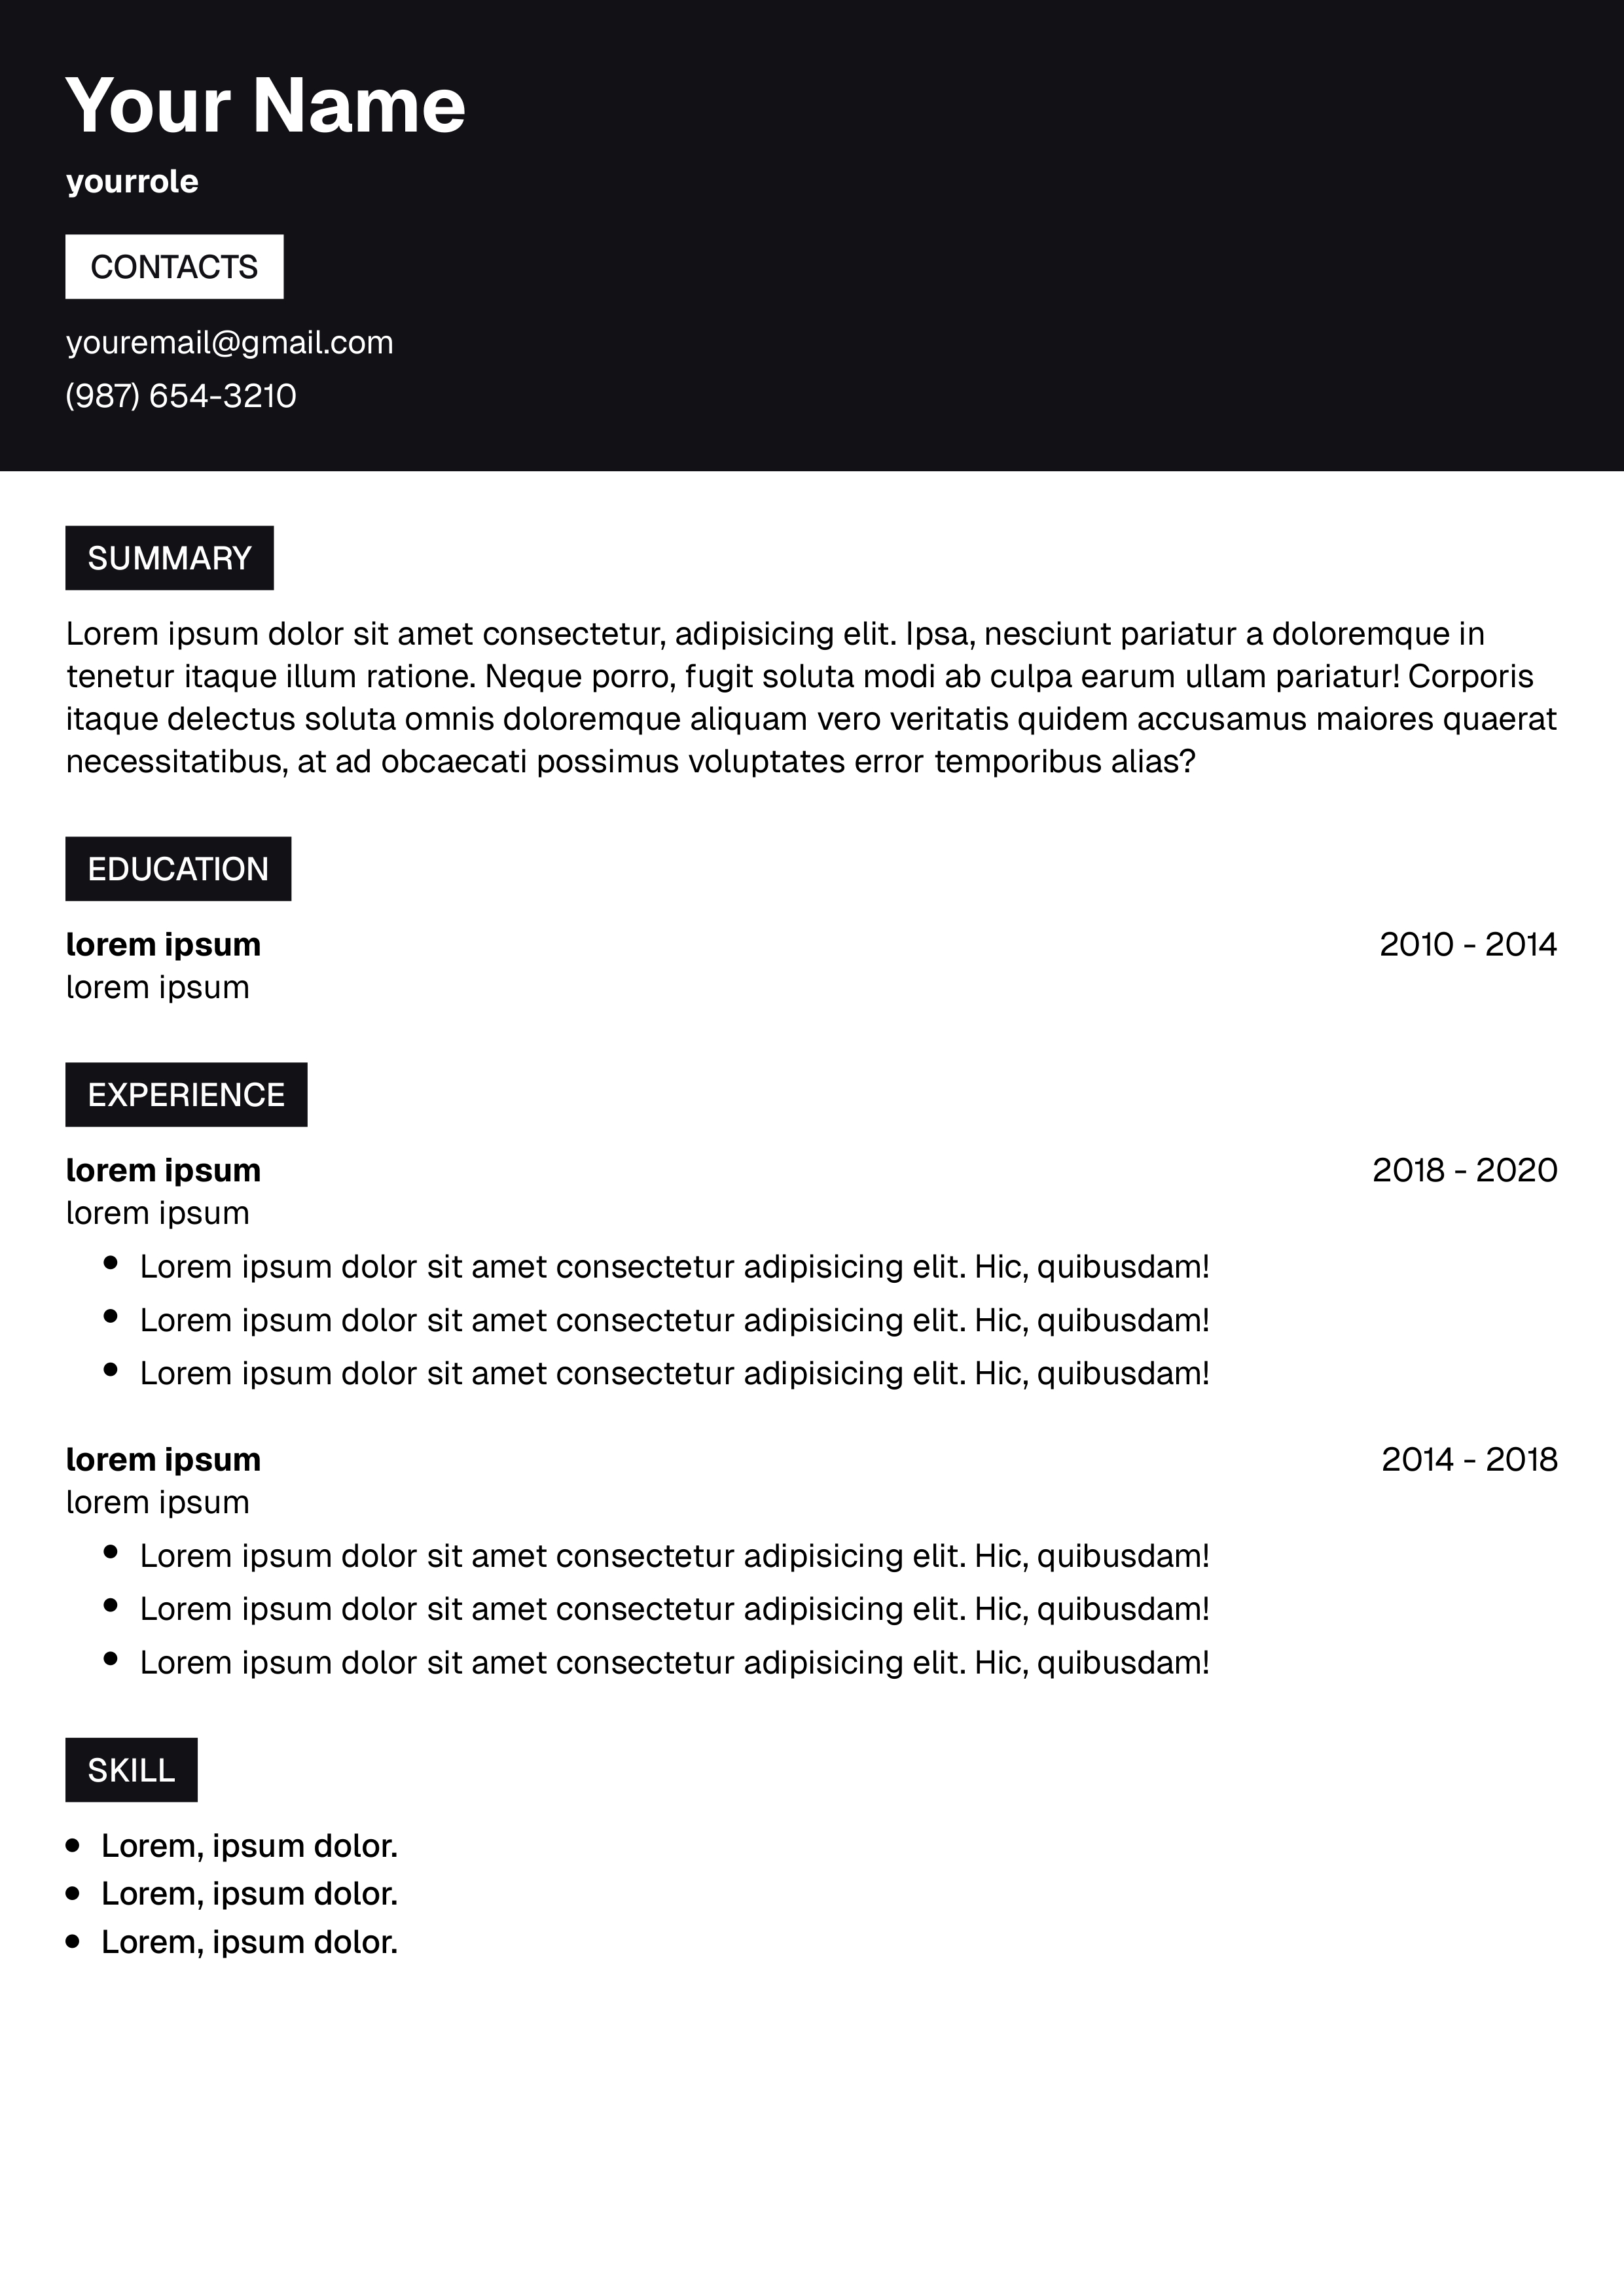 Your Name
yourrole
CONTACTS
youremail@gmail.com
(987) 654-3210
SUMMARY
Lorem ipsum dolor sit amet consectetur, adipisicing elit. Ipsa, nesciunt pariatur a doloremque in
tenetur itaque illum ratione. Neque porro, fugit soluta modi ab culpa earum ullam pariatur! Corporis
itaque delectus soluta omnis doloremque aliquam vero veritatis quidem accusamus maiores quaerat
necessitatibus, at ad obcaecati possimus voluptates error temporibus alias?
EDUCATION
lorem ipsum 2010 - 2014
lorem ipsum
EXPERIENCE
lorem ipsum 2018 - 2020
lorem ipsum
• Lorem ipsum dolor sit amet consectetur adipisicing elit. Hic, quibusdam!
• Lorem ipsum dolor sit amet consectetur adipisicing elit. Hic, quibusdam!
• Lorem ipsum dolor sit amet consectetur adipisicing elit. Hic, quibusdam!
lorem ipsum 2014 - 2018
lorem ipsum
• Lorem ipsum dolor sit amet consectetur adipisicing elit. Hic, quibusdam!
• Lorem ipsum dolor sit amet consectetur adipisicing elit. Hic, quibusdam!
• Lorem ipsum dolor sit amet consectetur adipisicing elit. Hic, quibusdam!
SKILL
• Lorem, ipsum dolor.
• Lorem, ipsum dolor.
• Lorem, ipsum dolor.